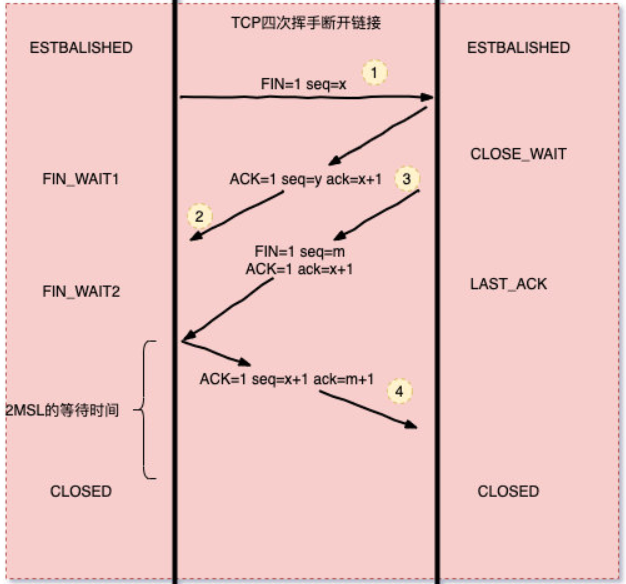 TCP四次挥手断开链接
ESTBALISHED
ESTBALISHED
1
FIN=1 seq=x
CLOSE_WAIT
FIN_WAIT1
ACK=1 seq=y ack=x+1
3
2
FIN=1 seq=m
ACK=1 ack=x+1
FIN_WAIT2
LAST_ACK
ACK=1 seq=x+1 ack=m+1
4
2MSL的等待时间
CLOSED
CLOSED